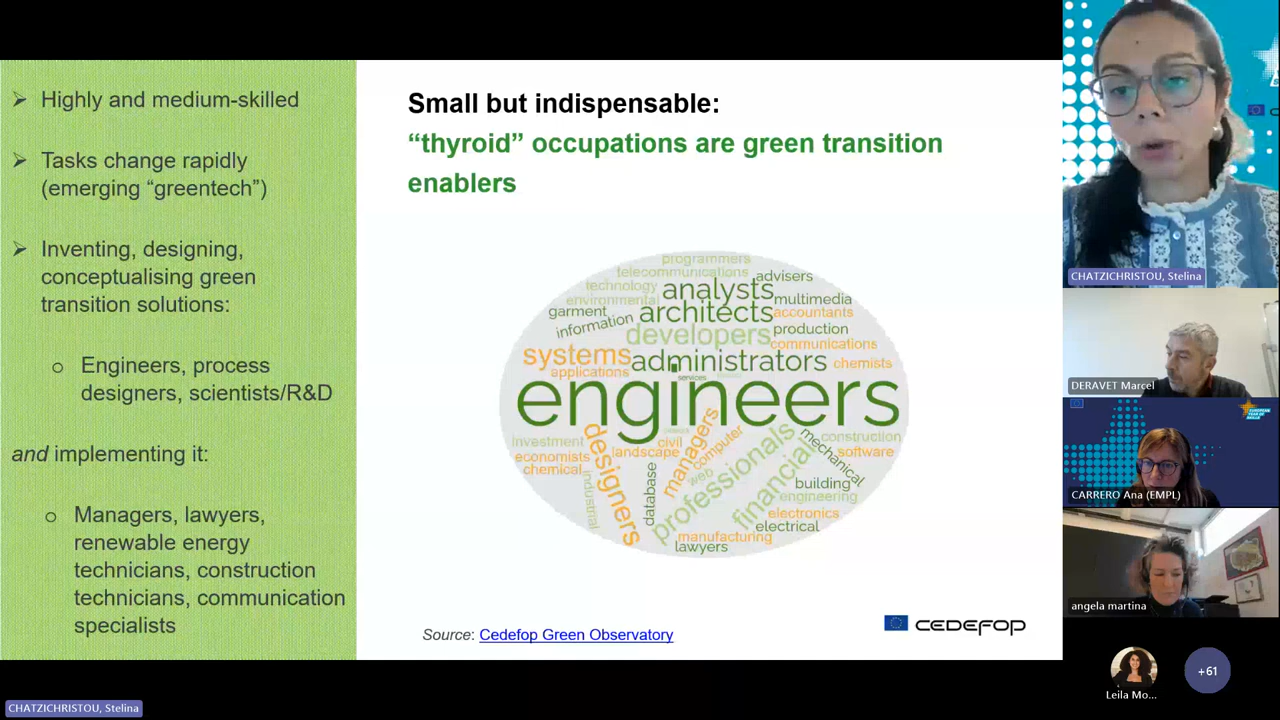 ➢ Highly and medium-skilled
➢ Tasks change rapidly
(emerging “greentech”)
➢ Inventing, designing,
conceptualising green
transition solutions:
o Engineers, process
designers, scientists/R&D
and implementing it:
o Managers, lawyers,
renewable energy
technicians, construction
technicians, communication
specialists
Small but indispensable:
“thyroid” occupations are green transition
enablers
programmers
telecommunications
advisers
technology
analysts
environmental
multimedia
garment
architects
accountants
information
developers
production
communications
systems
administrators
chemists
applications
services
engineers
investment
designers
civil
managers
computer
professionals
mechanical
construction
economists
landscape
software
chemical
web
financial
industrial
database
building
engineering
electronics
electrical
manufacturing
lawyers
Source: Cedefop Green Observatory
CEDEFOP
CHATZICHRISTOU, Stelina
DERAVET Marcel
CARRERO Ana (EMPL)
angela martina
Leila Mo...
+61
CHATZICHRISTOU, Stelina